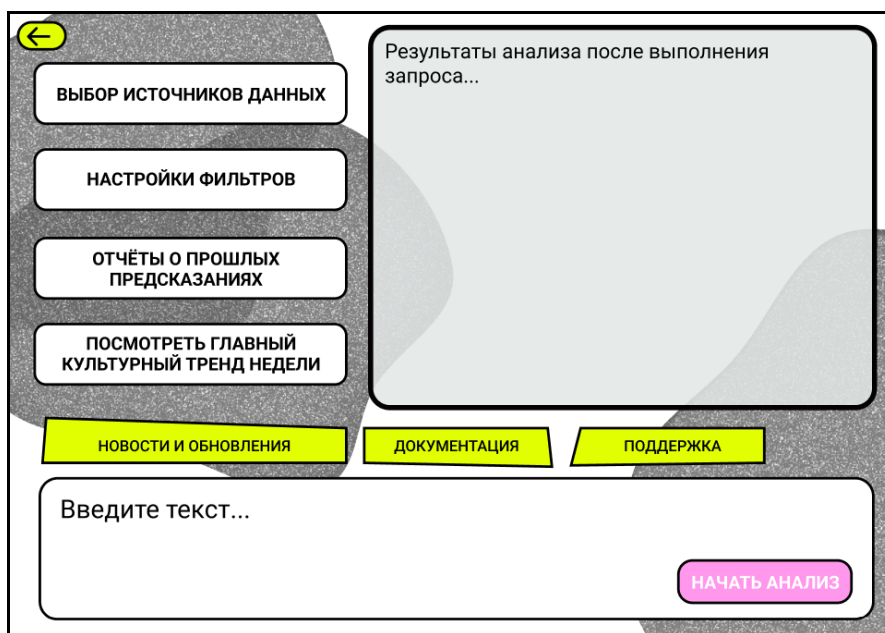 ВЫБОР ИСТОЧНИКОВ ДАННЫХ
НАСТРОЙКИ ФИЛЬТРОВ
ОТЧЁТЫ О ПРОШЛЫХ
ПРЕДСКАЗАНИЯХ
ПОСМОТРЕТЬ ГЛАВНЫЙ
КУЛЬТУРНЫЙ ТРЕНД НЕДЕЛИ
Результаты анализа после выполнения
запроса...
НОВОСТИ И ОБНОВЛЕНИЯ
ДОКУМЕНТАЦИЯ
ПОДДЕРЖКА
Введите текст...
НАЧАТЬ АНАЛИЗ